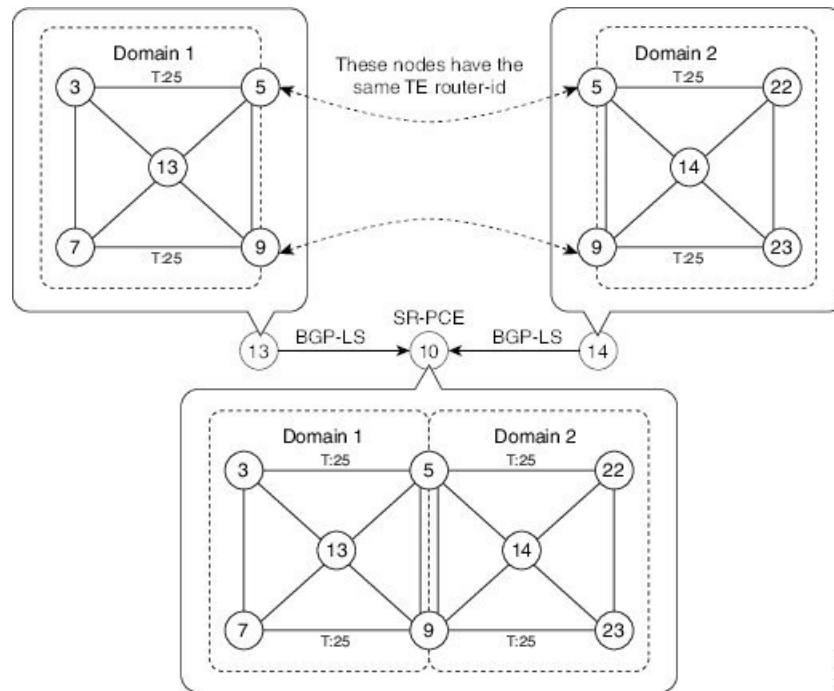 Domain 1
T:25
3
5
13
7
9
T:25
These nodes have the
same TE router-id
Domain 2
T:25
5
22
14
9
23
T:25
SR-PCE
13
BGP-LS
10
BGP-LS
14
Domain 1
Domain 2
T:25
T:25
3
5
22
13
14
7
9
23
T:25
T:25